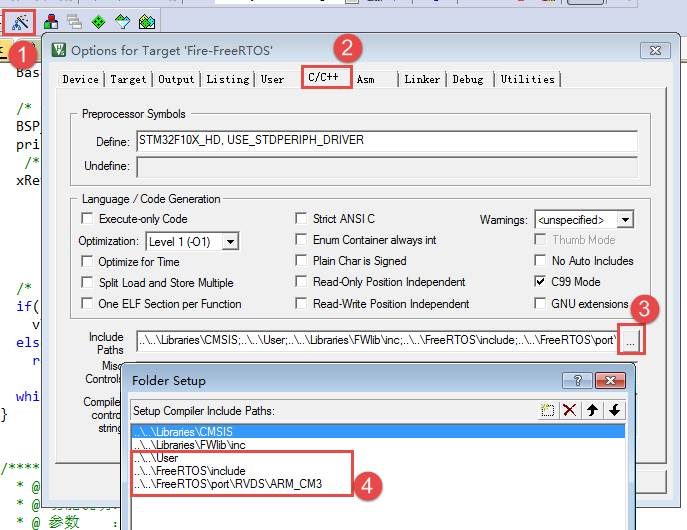 1
2
Options for Target 'Fire-FreeRTOS'
Device Target Output Listing User C/C++ Asm Linker Debug Utilities
Bas
/*
BSP
pri
/*
xRe
/*
if(
v
els
r
whi
}
/****
* @
* @
* @ 参数 :
Preprocessor Symbols
Define: STM32F10X_HD, USE_STDPERIPH_DRIVER
Undefine:
Language / Code Generation
Execute-only Code
Strict ANSI C
Warnings: <unspecified>
Optimization: Level 1 (-O1)
Enum Container always int
Thumb Mode
Optimize for Time
Plain Char is Signed
No Auto Includes
Split Load and Store Multiple
Read-Only Position Independent
C99 Mode
One ELF Section per Function
Read-Write Position Independent
GNU extensions
3
Include Paths
..\..\Libraries\CMSIS;..\..\User;..\..\Libraries\FWlib\inc;..\..\FreeRTOS\include;..\..\FreeRTOS\port\
...
Misc
Controls
Compile
contro
string
Folder Setup
?
Setup Compiler Include Paths:
..\..\Libraries\CMSIS
..\..\Libraries\FWlib\inc
..\..\User
..\..\FreeRTOS\include
..\..\FreeRTOS\port\RVDS\ARM_CM3
4